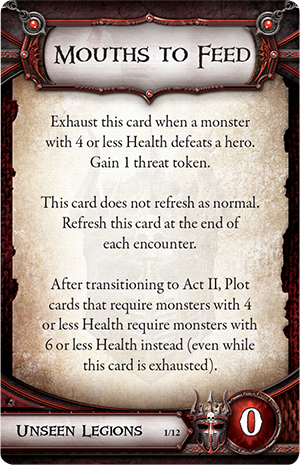 Mouths to Feed
Exhaust this card when a monster
with 4 or less Health defeats a hero.
Gain 1 threat token.
This card does not refresh as normal.
Refresh this card at the end of
each encounter.
After transitioning to Act II, Plot
cards that require monsters with 4
or less Health require monsters with
6 or less Health instead (even while
this card is exhausted).
Unseen Legions 1/12 0